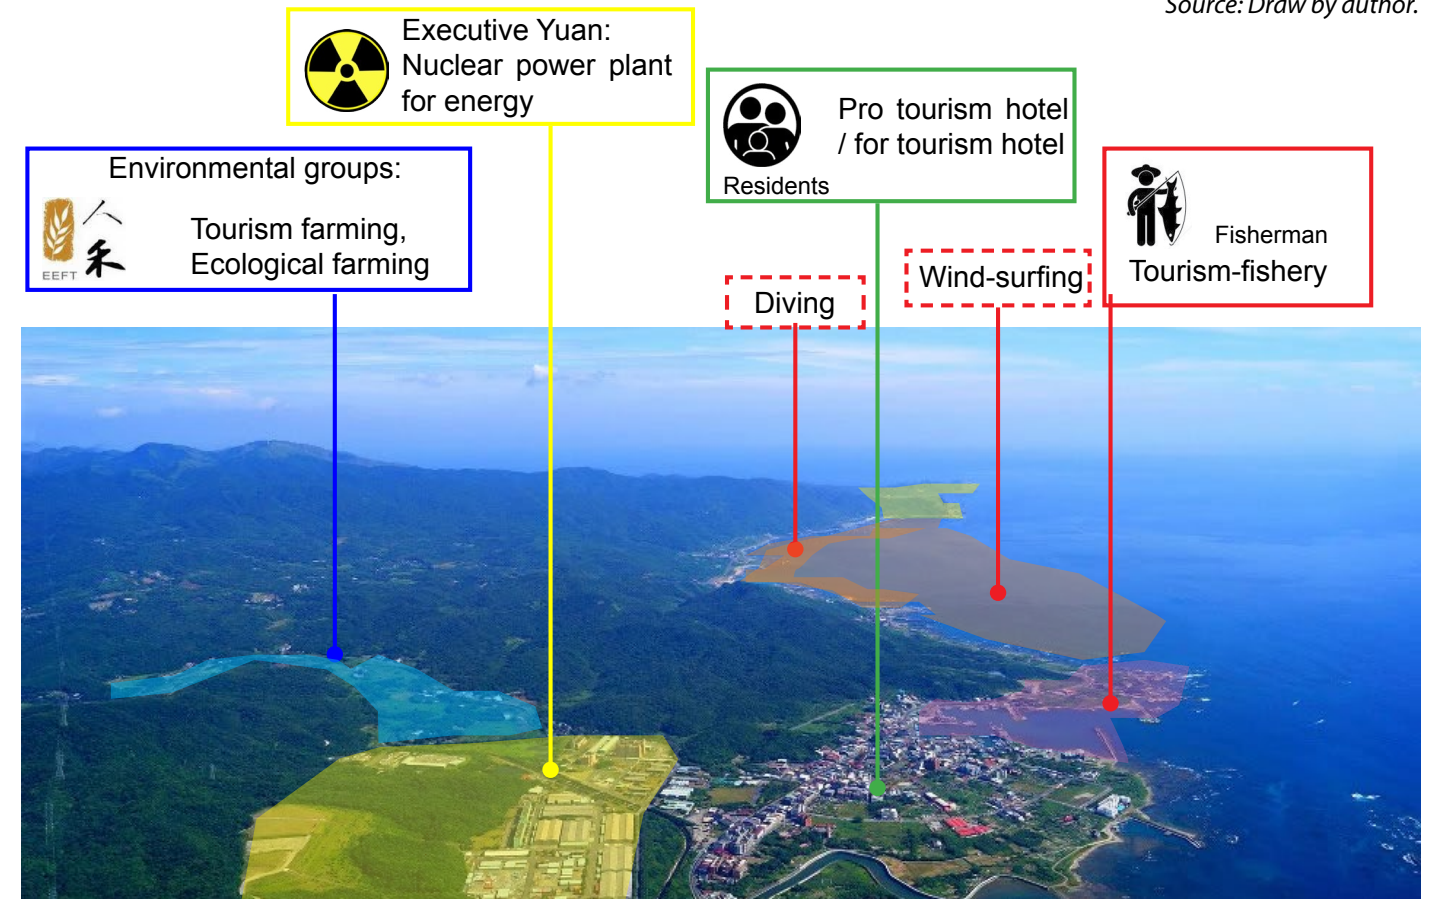 Source: Draw by author.
Executive Yuan:
Nuclear power plant
for energy
Pro tourism hotel
/ for tourism hotel
Residents
Environmental groups:
Tourism farming,
Ecological farming
人
禾
EEFT
Fisherman
Tourism-fishery
Wind-surfing
Diving